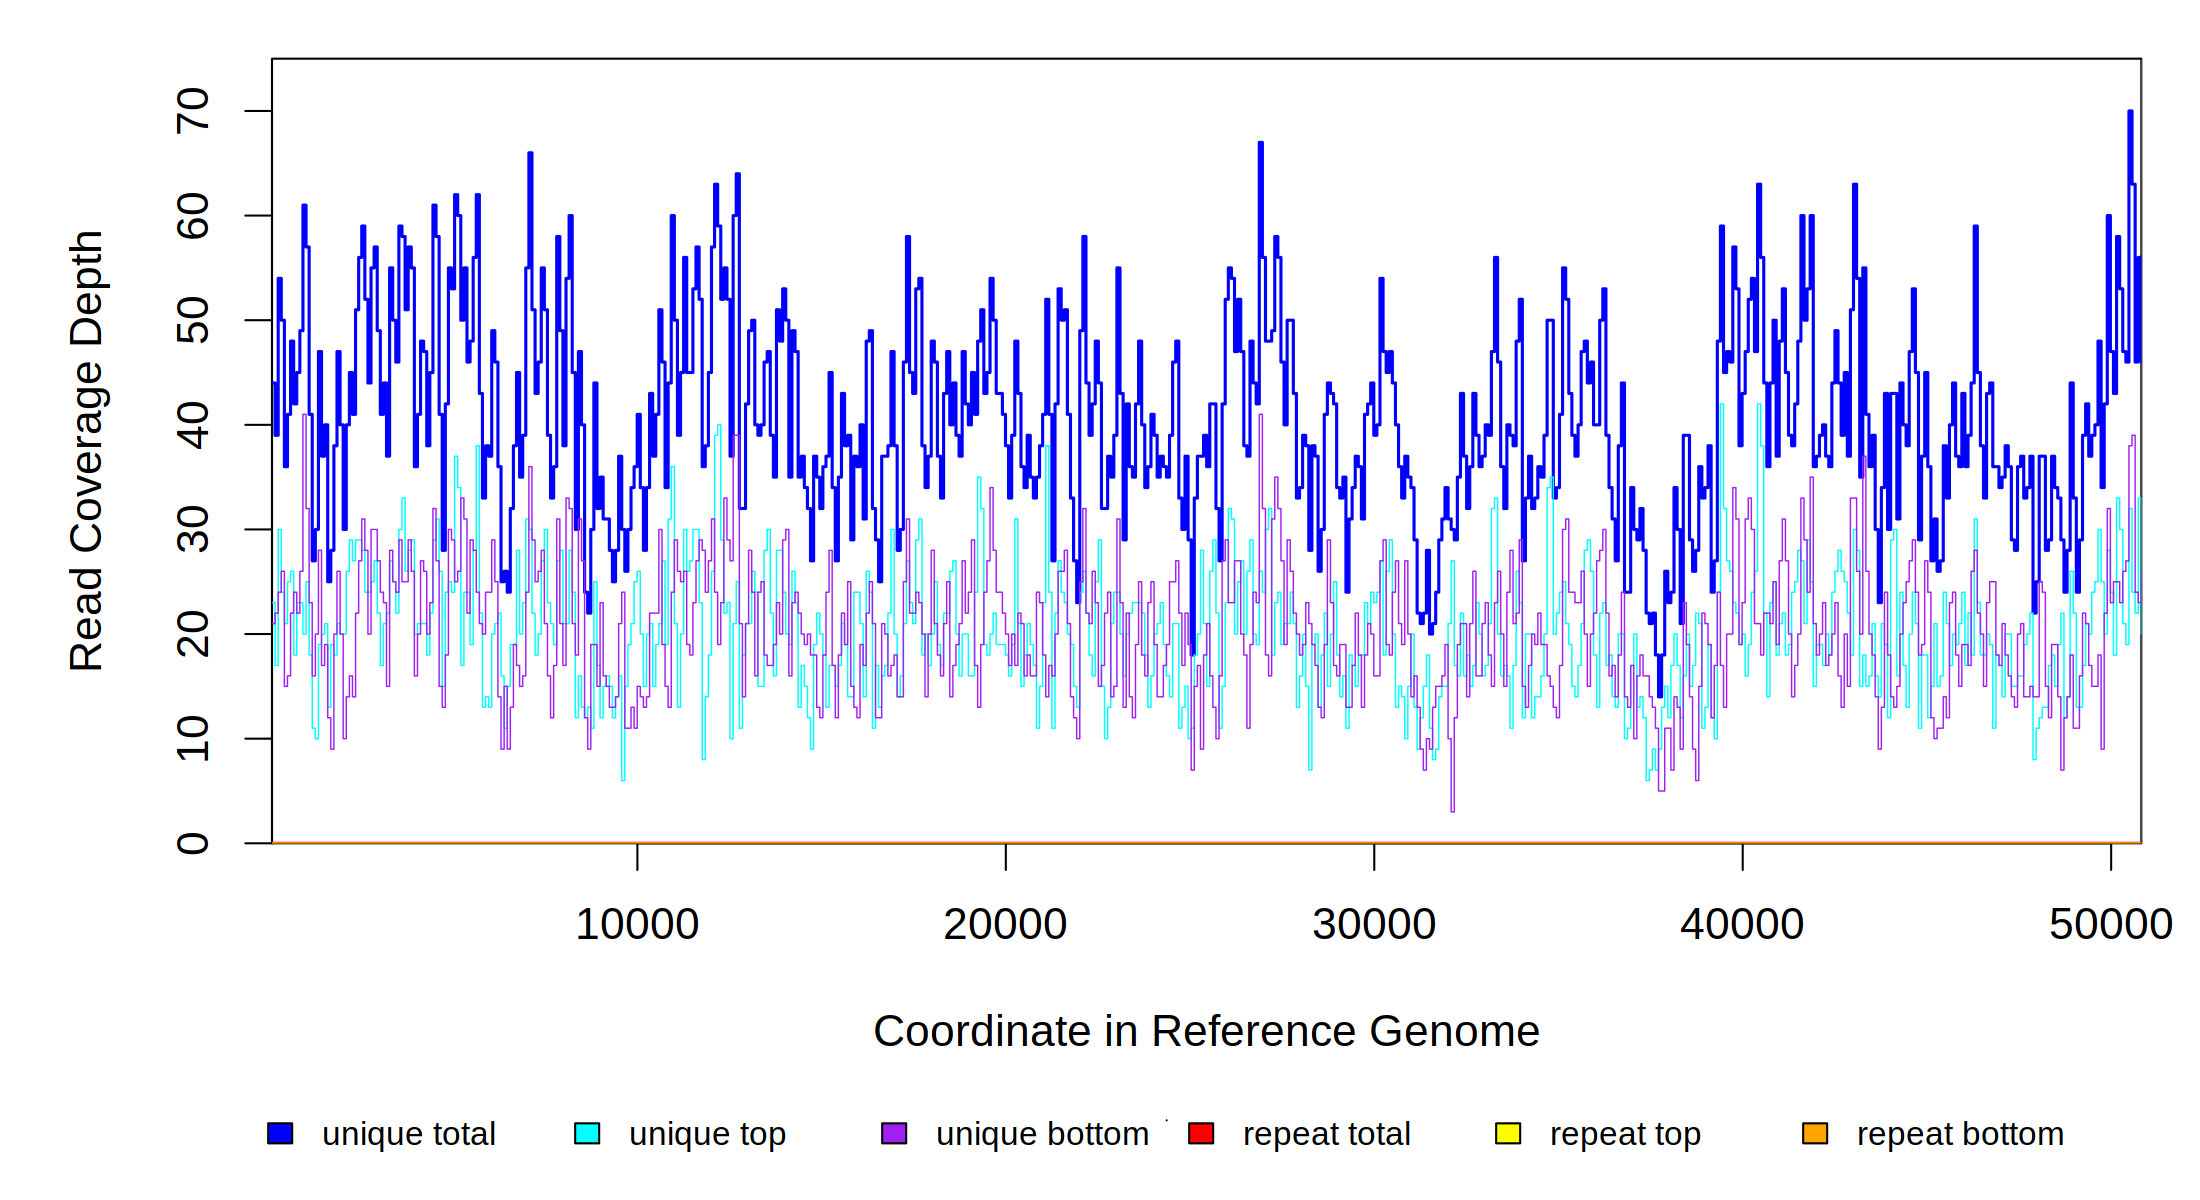 Read Coverage Depth
70
60
50
40
30
20
10
0
10000 20000 30000 40000 50000
Coordinate in Reference Genome
unique total unique top unique bottom repeat total repeat top repeat bottom